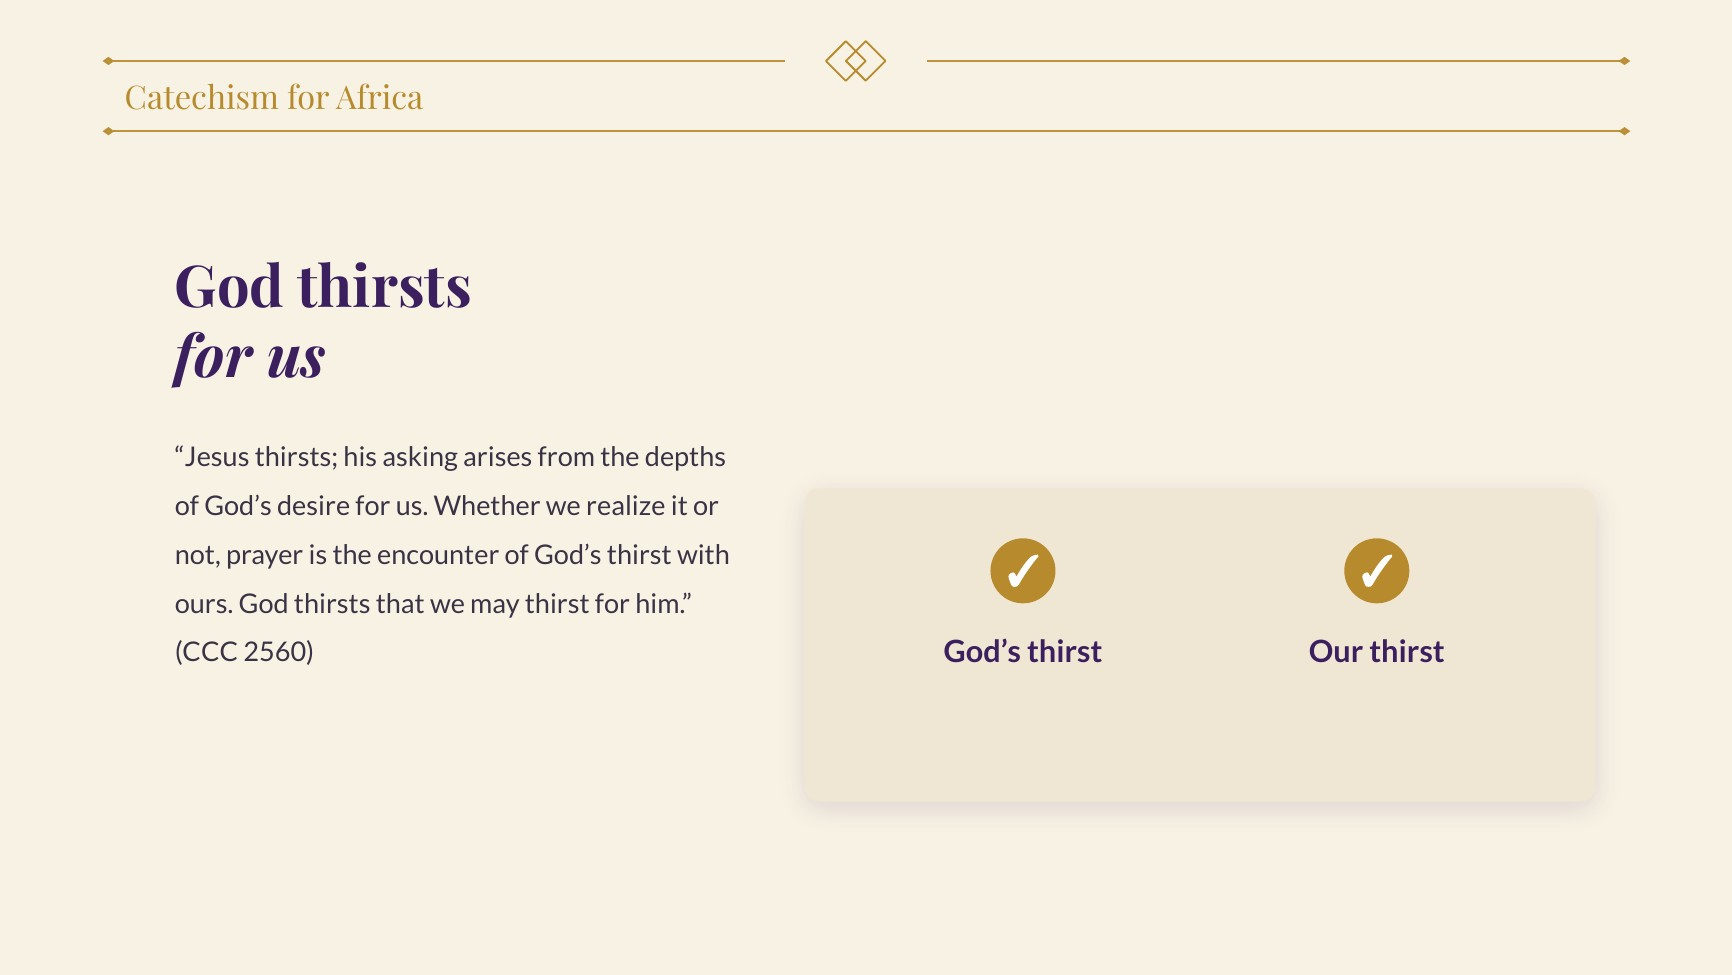 Catechism for Africa
God thirsts
for us
“Jesus thirsts; his asking arises from the depths
of God’s desire for us. Whether we realize it or
not, prayer is the encounter of God’s thirst with
ours. God thirsts that we may thirst for him.”
(CCC 2560)
God’s thirst
Our thirst